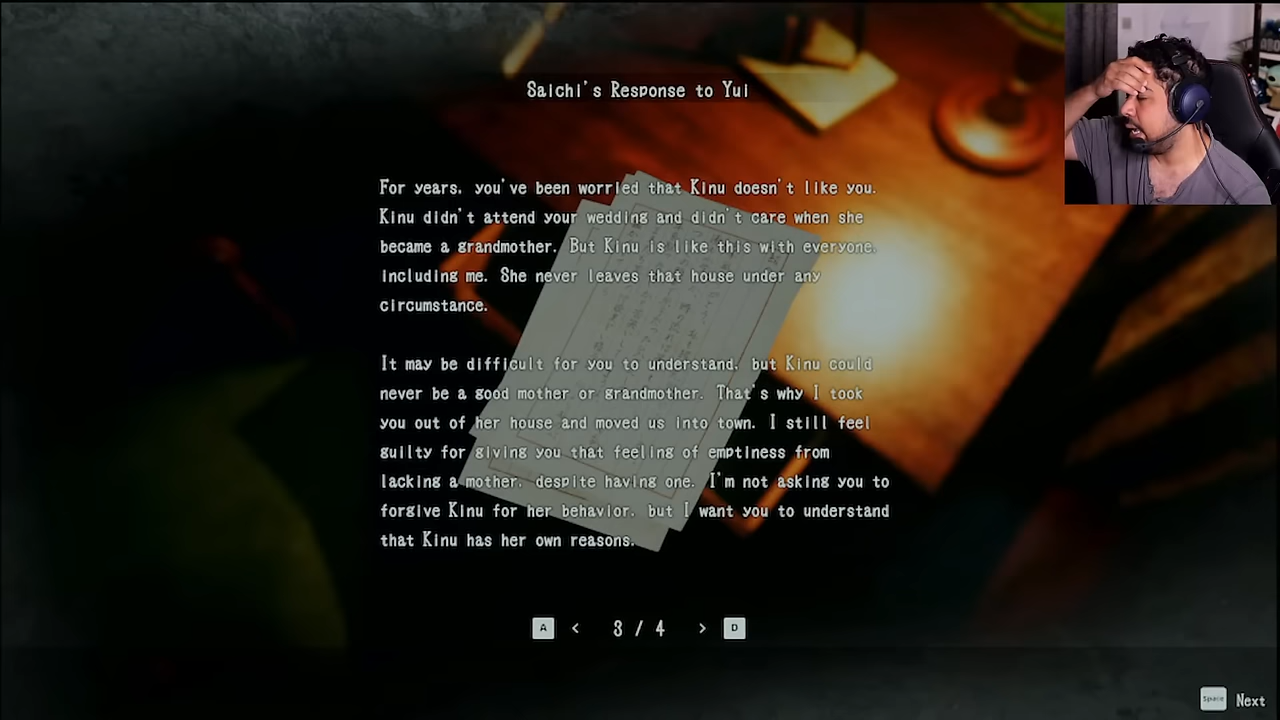 Saichi's Response to Yui
For years, you've been worried that Kinu doesn't like you.
Kinu didn't attend your wedding and didn't care when she
became a grandmother. But Kinu is like this with everyone,
including me. She never leaves that house under any
circumstance.
It may be difficult for you to understand, but Kinu could
never be a good mother or grandmother. That's why I took
you out of her house and moved us into town. I still feel
guilty for giving you that feeling of emptiness from
lacking a mother, despite having one. I'm not asking you to
forgive Kinu for her behavior, but I want you to understand
that Kinu has her own reasons.
A < 3 / 4 > D
Space Next